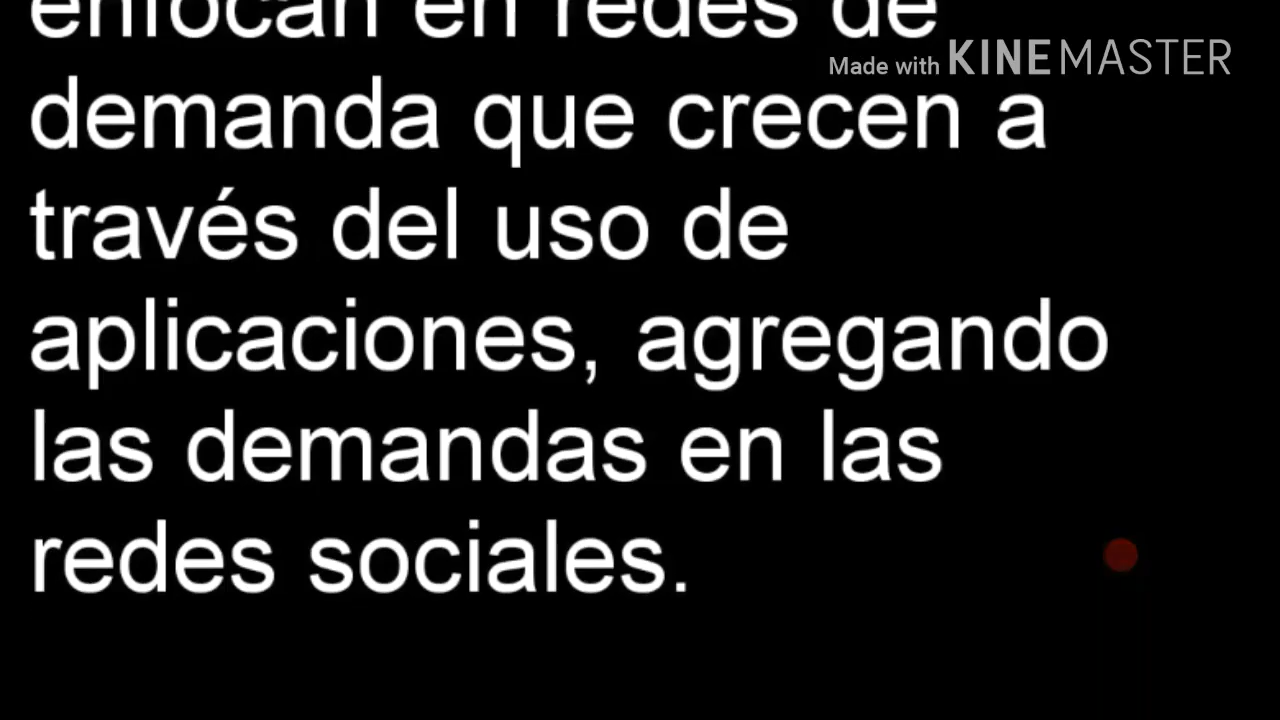 enfocan en redes de
Made with KINEMASTER
demanda que crecen a
través del uso de
aplicaciones, agregando
las demandas en las
redes sociales.